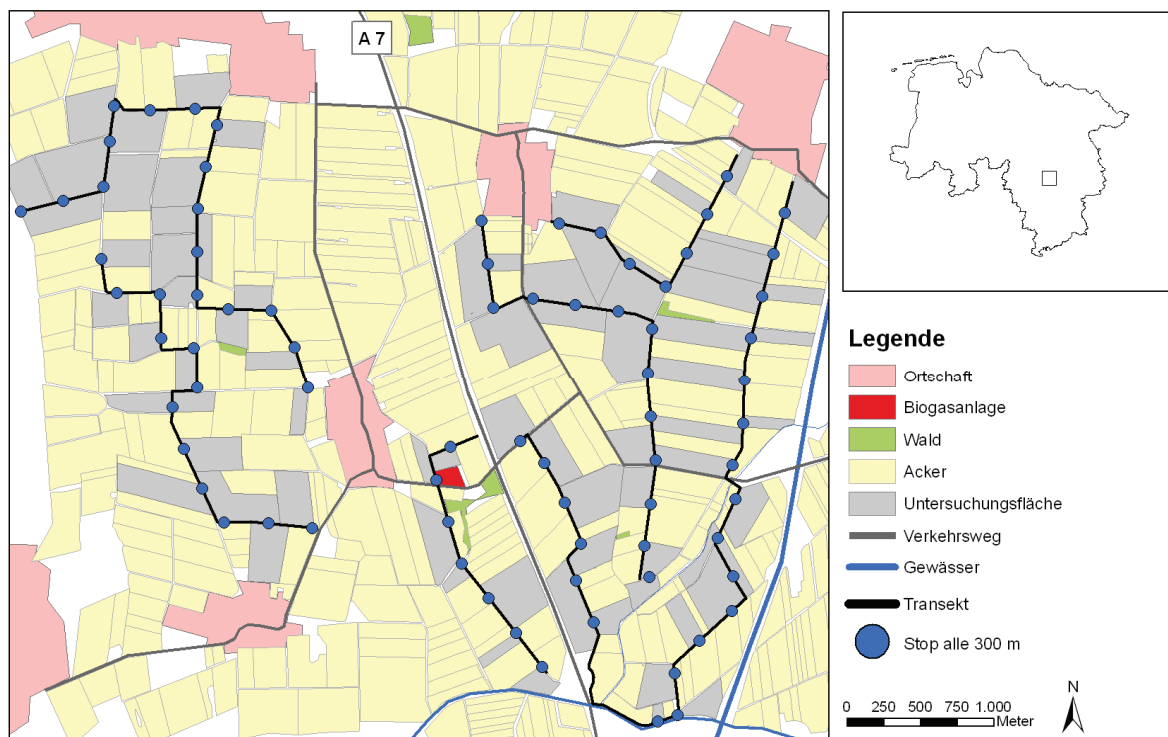 A 7
Legende
Ortschaft
Biogasanlage
Wald
Acker
Untersuchungsfläche
Verkehrsweg
Gewässer
Transekt
Stop alle 300 m
N
0 250 500 750 1.000
Meter